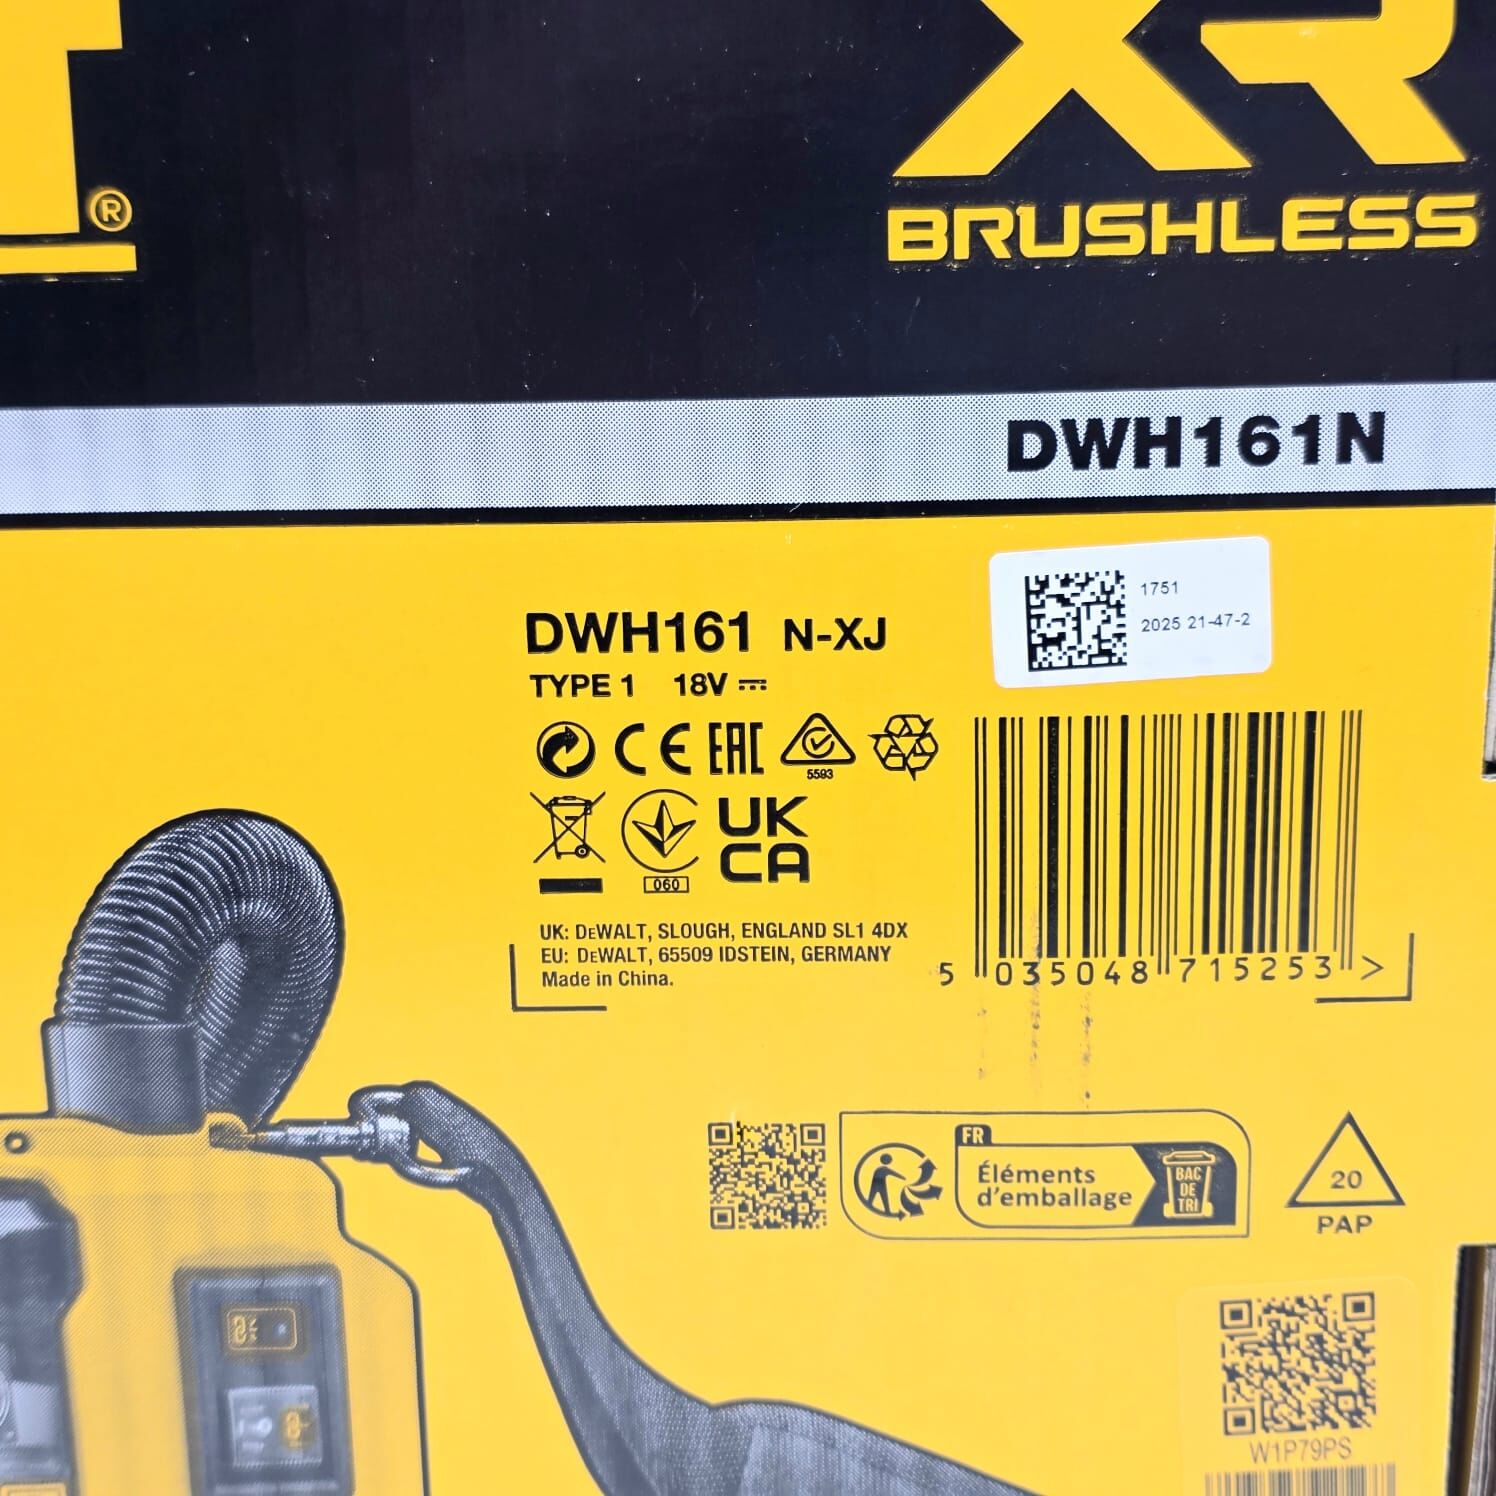 ®
XR
BRUSHLESS
DWH161N
1751
2025 21-47-2
DWH161 N-XJ
TYPE 1 18V
CE EAC
5593
060
UK
CA
UK: DEWALT, SLOUGH, ENGLAND SL1 4DX
EU: DEWALT, 65509 IDSTEIN, GERMANY
Made in China.
5 035048 715253 >
FR
Éléments
d'emballage
BAC
DE
TRI
20
PAP
W1P79PS